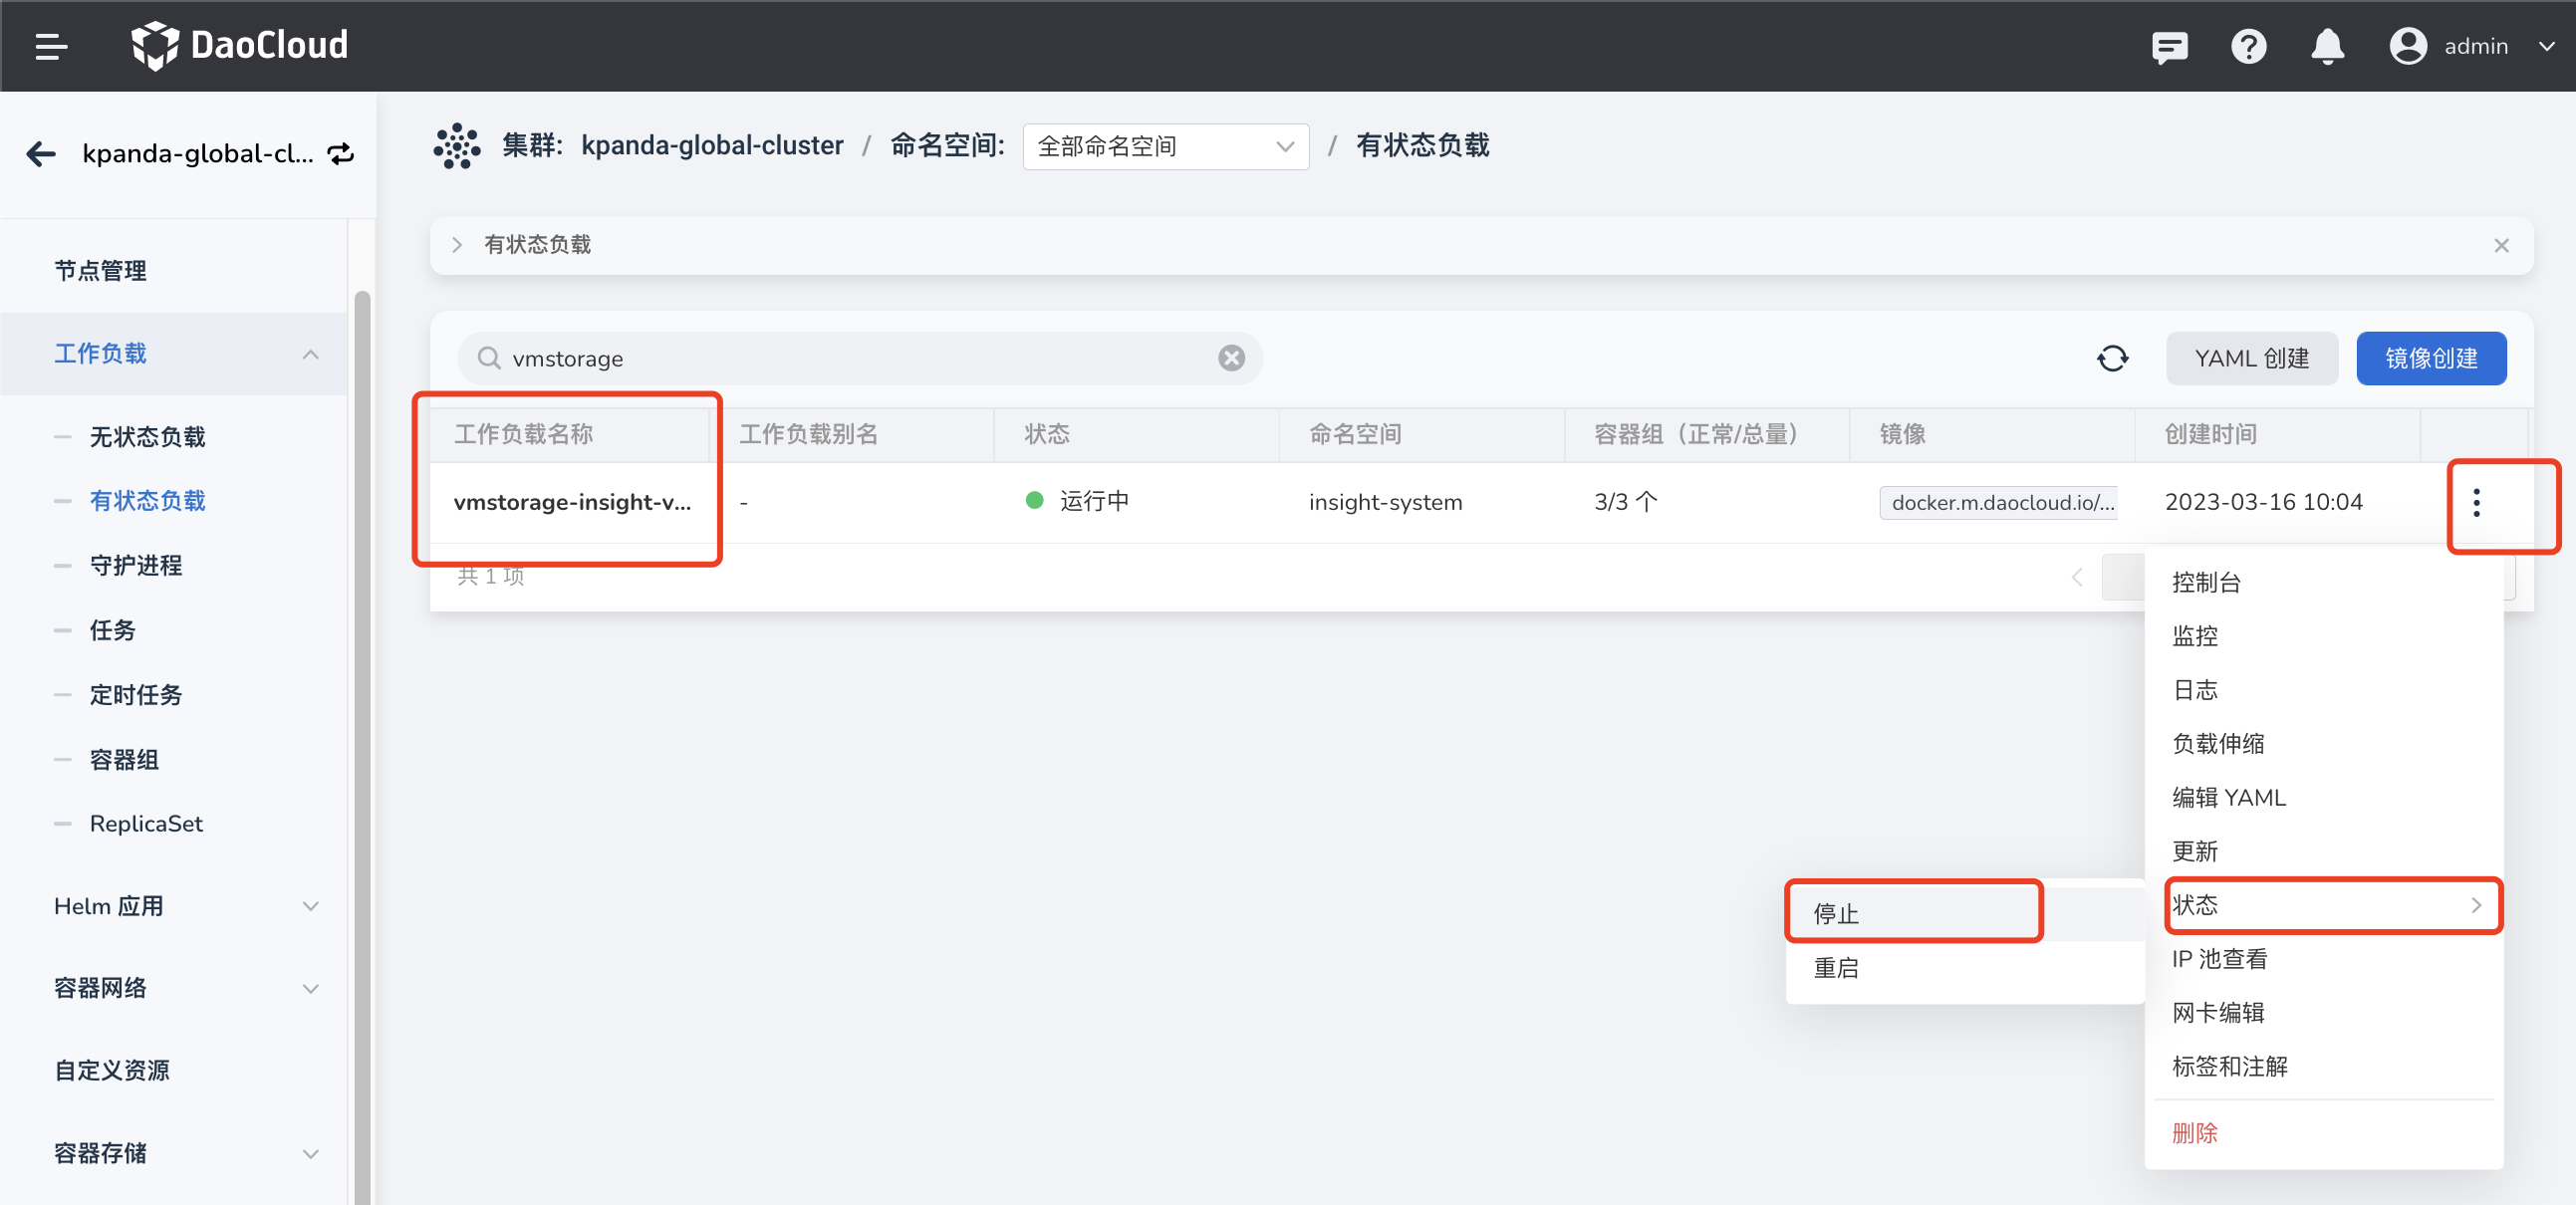 DaoCloud
admin
kpanda-global-cl...
集群: kpanda-global-cluster / 命名空间: 全部命名空间 / 有状态负载
有状态负载
节点管理
工作负载
无状态负载
有状态负载
守护进程
任务
定时任务
容器组
ReplicaSet
Helm 应用
容器网络
自定义资源
容器存储
vmstorage
YAML 创建
镜像创建
工作负载名称 工作负载别名 状态 命名空间 容器组（正常/总量） 镜像 创建时间
vmstorage-insight-v... - 运行中 insight-system 3/3 个 docker.m.daocloud.io/... 2023-03-16 10:04
共 1 项
控制台
监控
日志
负载伸缩
编辑 YAML
更新
状态
停止
重启
IP 池查看
网卡编辑
标签和注解
删除